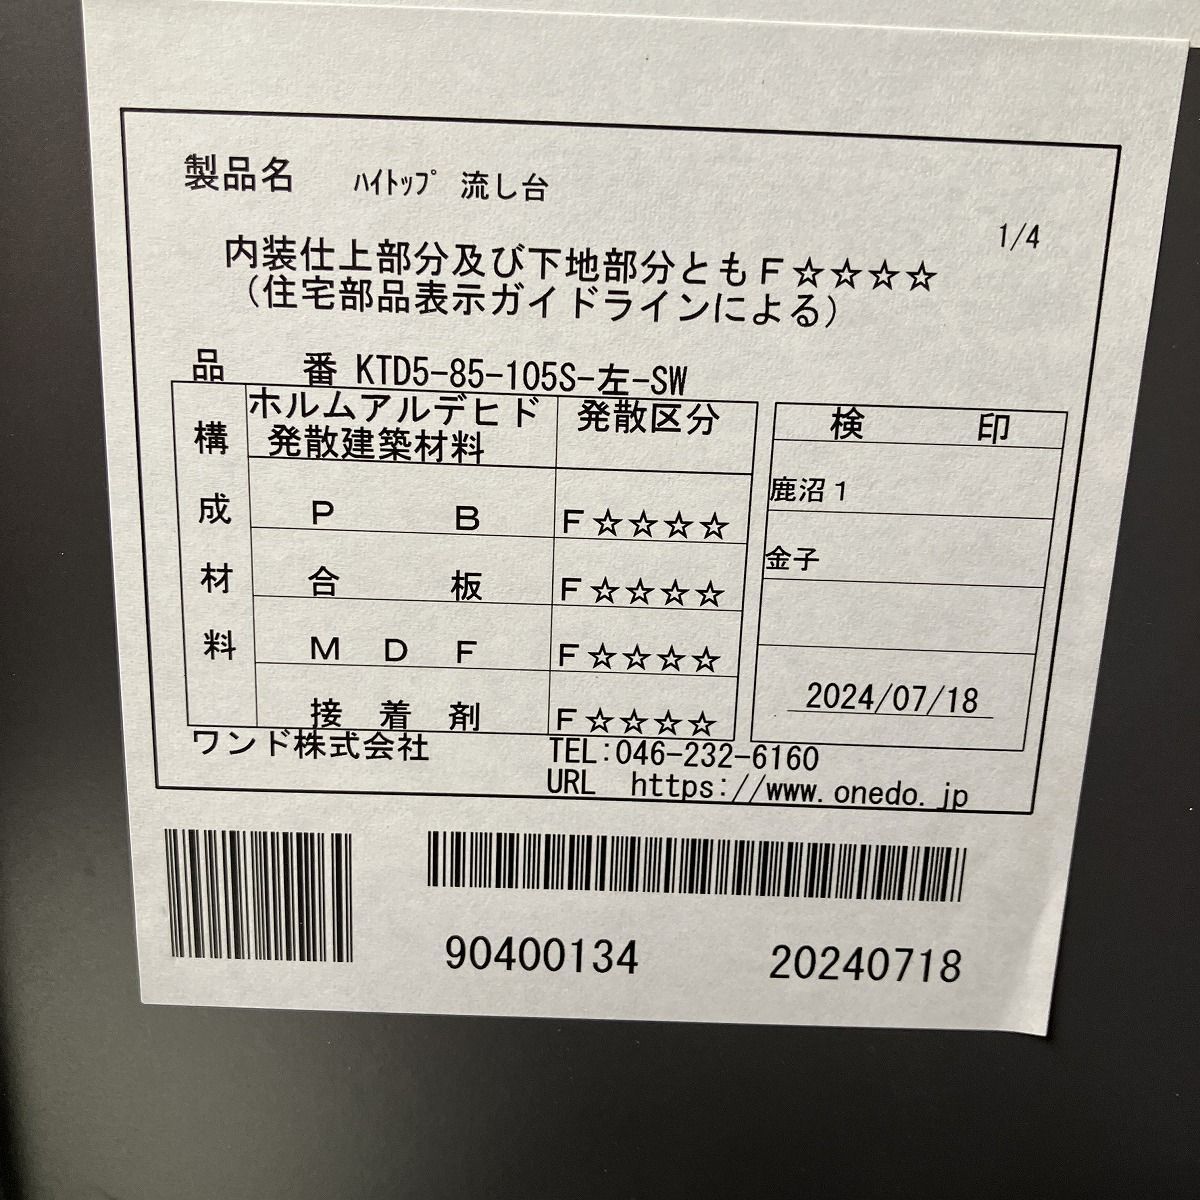 製品名 ﾊｲﾄｯﾌﾟ 流し台
1/4
内装仕上部分及び下地部分ともF☆☆☆☆
（住宅部品表示ガイドラインによる）
品 番 KTD5-85-105S-左-SW
構成材料
ホルムアルデヒド 発散区分
発散建築材料
P B F☆☆☆☆
合 板 F☆☆☆☆
M D F F☆☆☆☆
接 着 剤 F☆☆☆☆
検 印
鹿沼１
金子
2024/07/18
ワンド株式会社 TEL:046-232-6160
URL https://www.onedo.jp
90400134 20240718